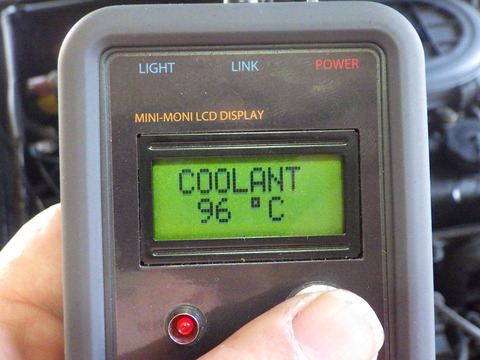 LIGHT LINK POWER
MINI-MONI LCD DISPLAY
COOLANT
96 °C